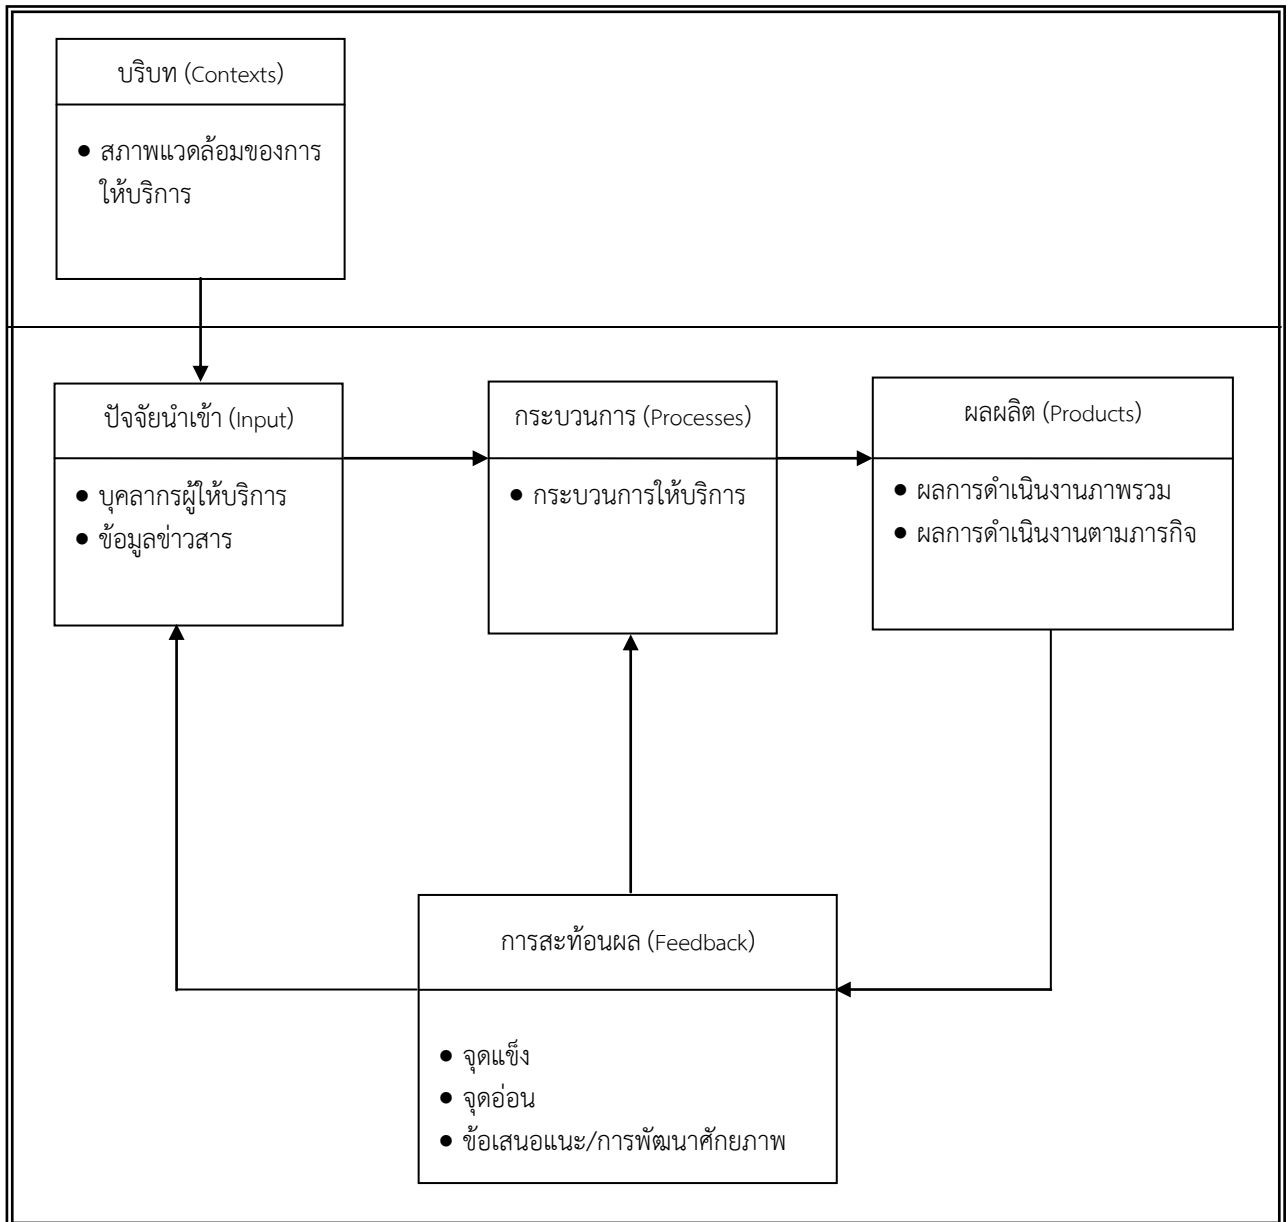 บริบท (Contexts)
● สภาพแวดล้อมของการ
ให้บริการ
ปัจจัยนำเข้า (Input)
● บุคลากรผู้ให้บริการ
● ข้อมูลข่าวสาร
กระบวนการ (Processes)
● กระบวนการให้บริการ
ผลผลิต (Products)
● ผลการดำเนินงานภาพรวม
● ผลการดำเนินงานตามภารกิจ
การสะท้อนผล (Feedback)
● จุดแข็ง
● จุดอ่อน
● ข้อเสนอแนะ/การพัฒนาศักยภาพ